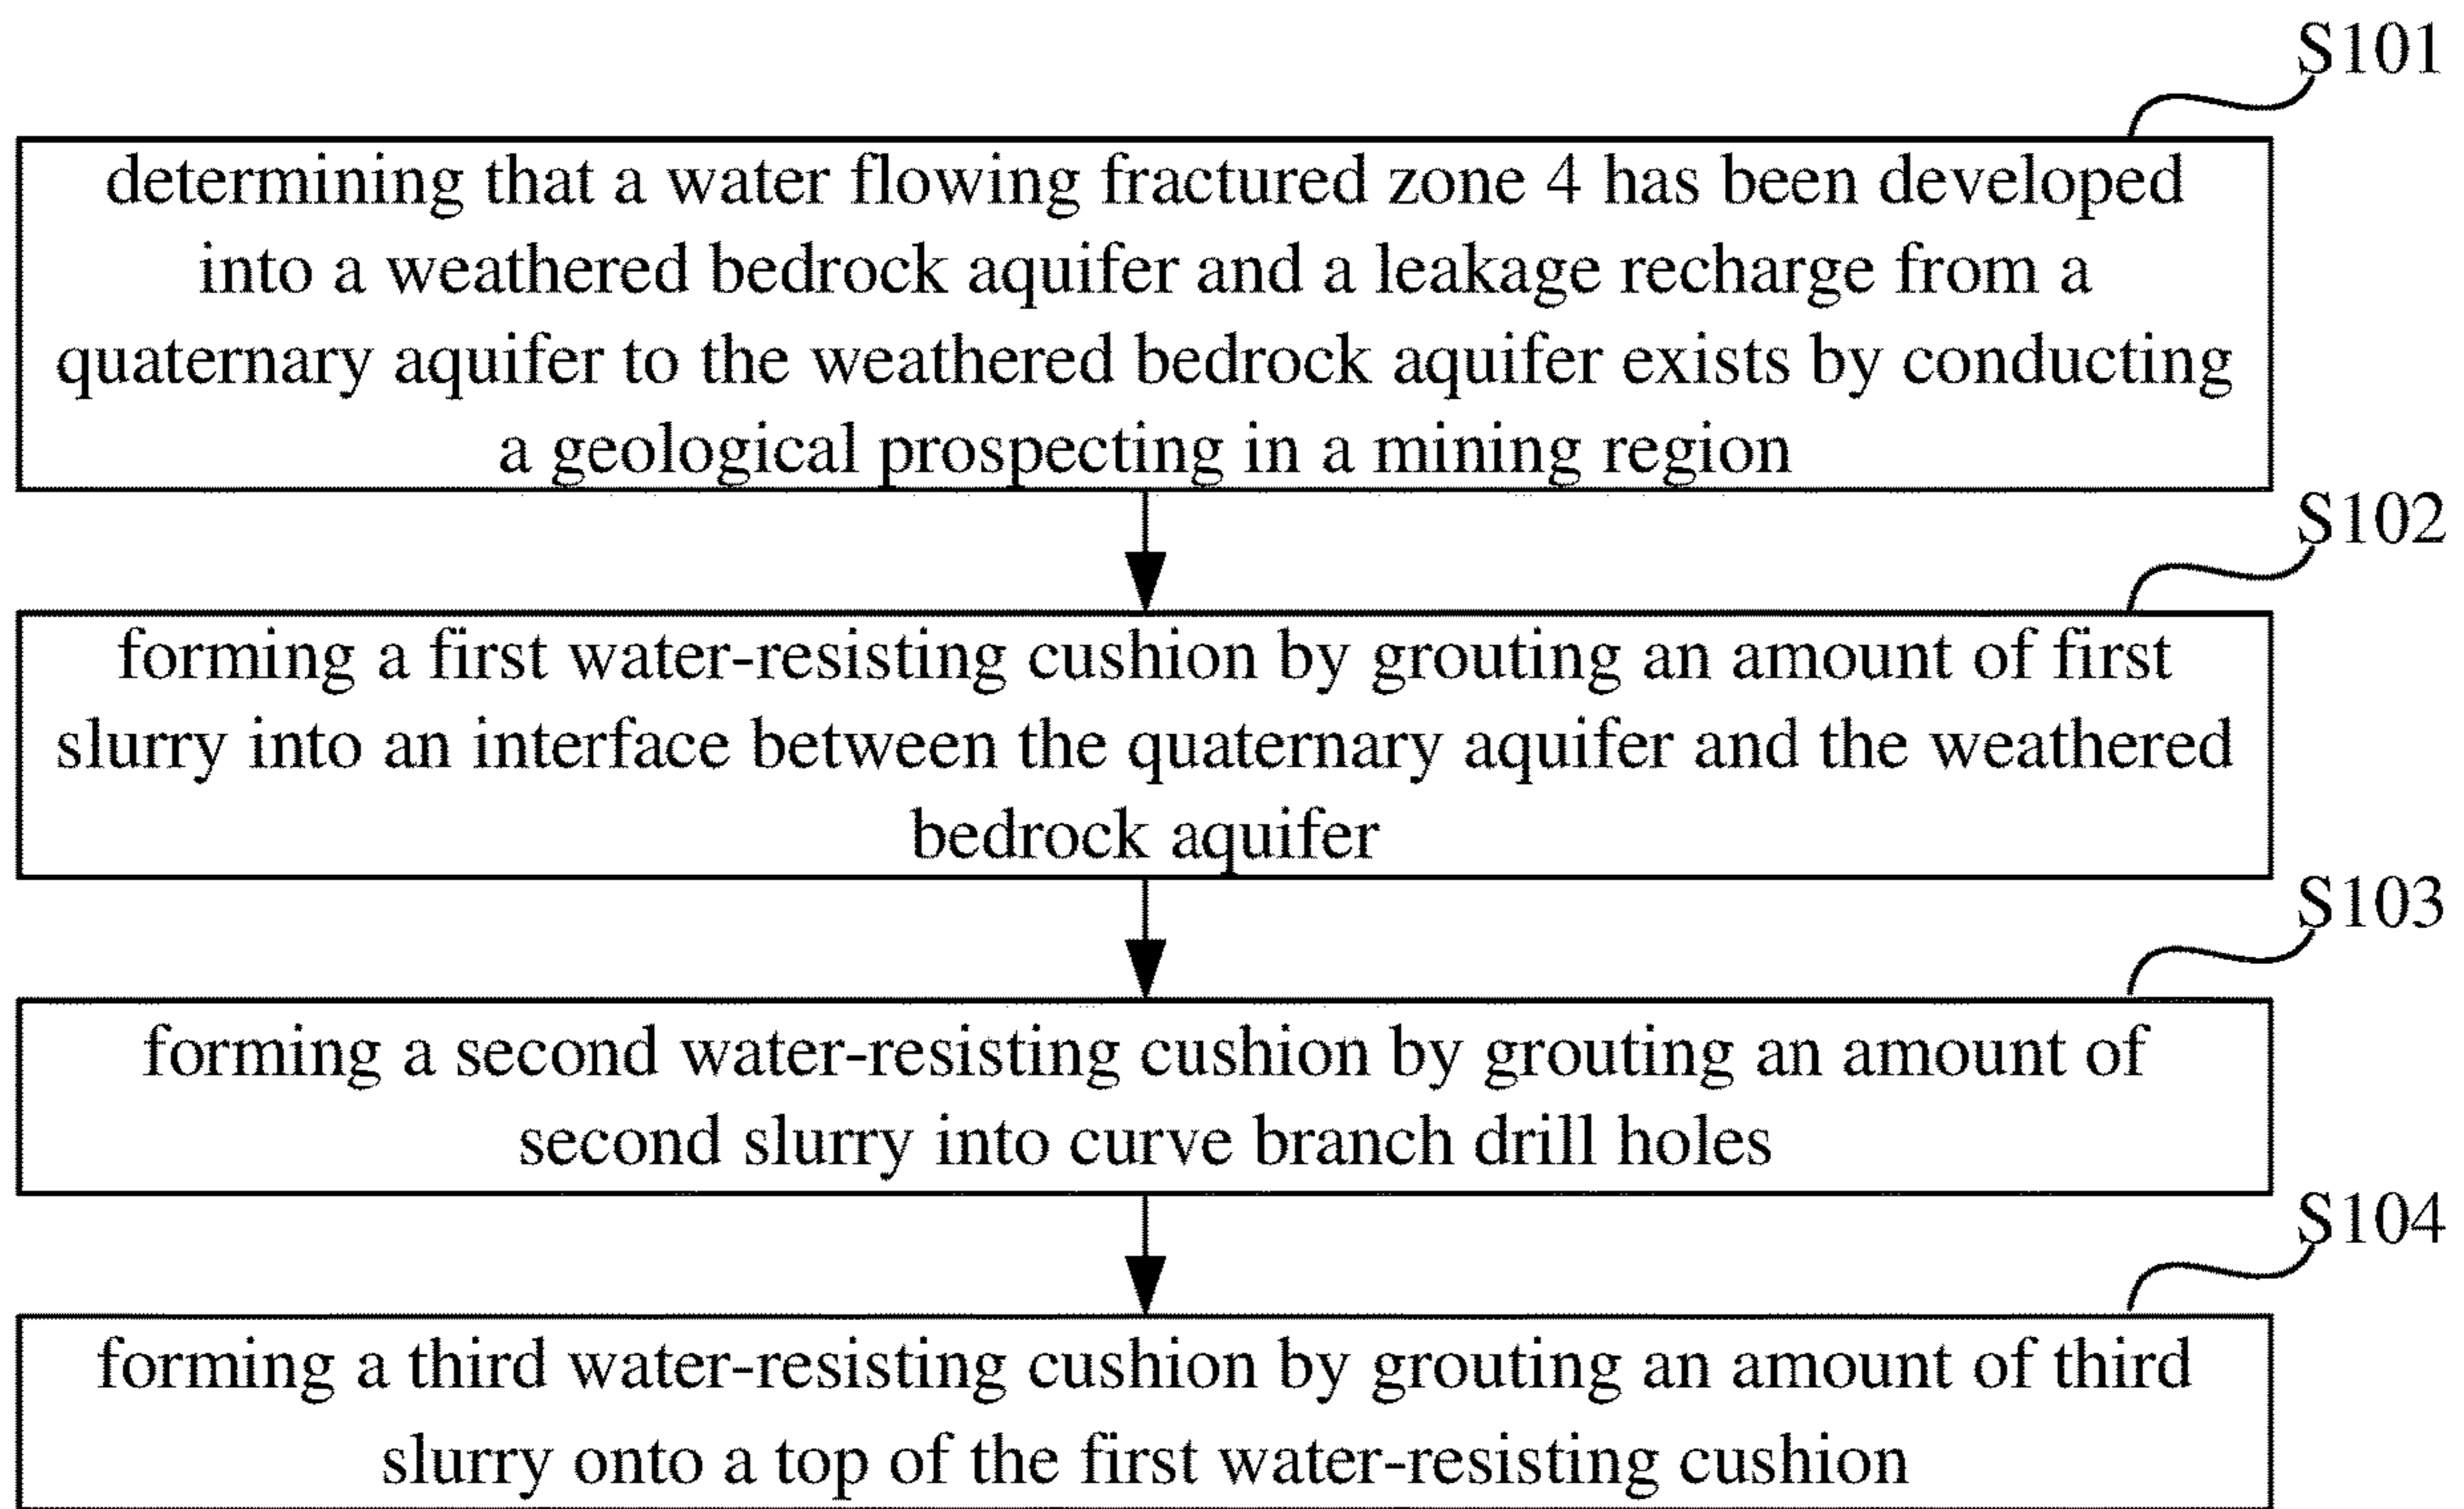 S101
determining that a water flowing fractured zone 4 has been developed
into a weathered bedrock aquifer and a leakage recharge from a
quaternary aquifer to the weathered bedrock aquifer exists by conducting
a geological prospecting in a mining region
S102
forming a first water-resisting cushion by grouting an amount of first
slurry into an interface between the quaternary aquifer and the weathered
bedrock aquifer
S103
forming a second water-resisting cushion by grouting an amount of
second slurry into curve branch drill holes
S104
forming a third water-resisting cushion by grouting an amount of third
slurry onto a top of the first water-resisting cushion